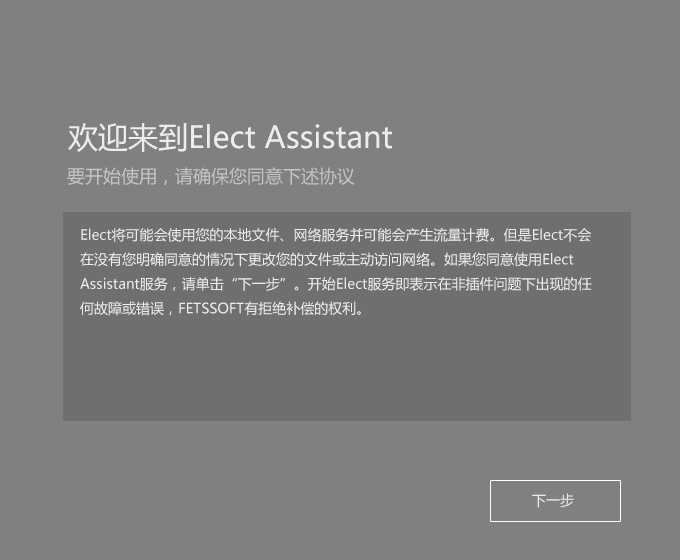 欢迎来到Elect Assistant
要开始使用，请确保您同意下述协议
Elect将可能会使用您的本地文件、网络服务并可能会产生流量计费。但是Elect不会
在没有您明确同意的情况下更改您的文件或主动访问网络。如果您同意使用Elect
Assistant服务，请单击“下一步”。开始Elect服务即表示在非插件问题下出现的任
何故障或错误，FETSSOFT有拒绝补偿的权利。
下一步